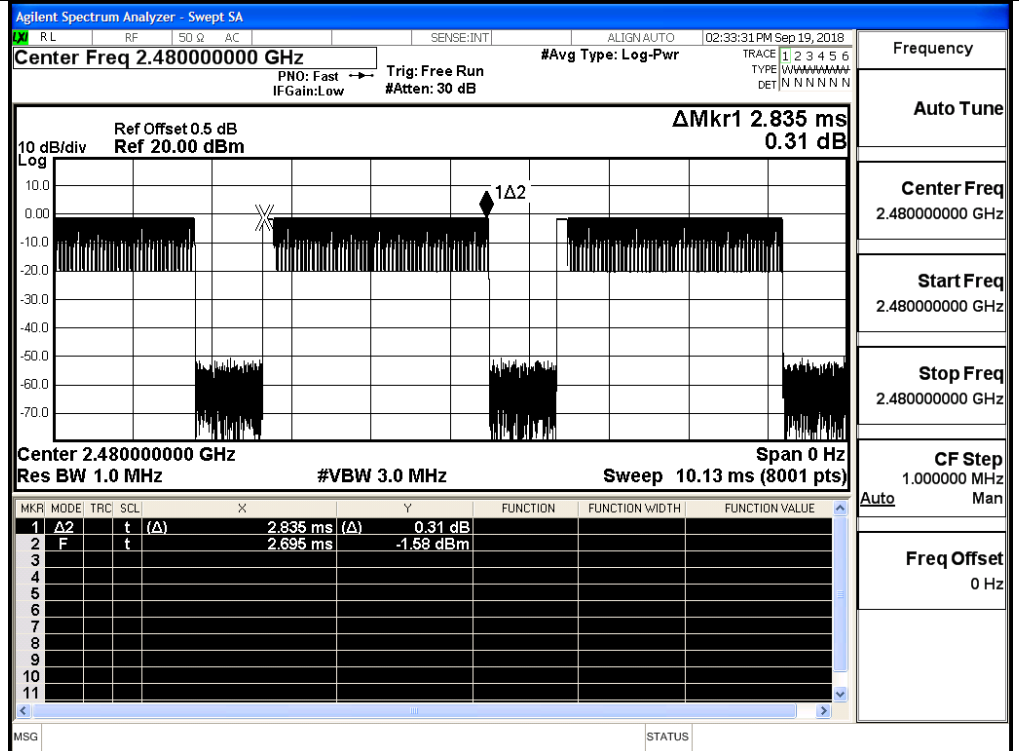 Agilent Spectrum Analyzer - Swept SA
LXI RL RF 50 Ω AC SENSE:INT ALIGN AUTO 02:33:31 PM Sep 19, 2018
Center Freq 2.480000000 GHz
PNO: Fast
IFGain:Low
Trig: Free Run
#Atten: 30 dB
#Avg Type: Log-Pwr
TRACE 1 2 3 4 5 6
TYPE WWWWWW
DET N N N N N N
ΔMkr1 2.835 ms
0.31 dB
Ref Offset 0.5 dB
10 dB/div Ref 20.00 dBm
Log
10.0
0.00
-10.0
-20.0
-30.0
-40.0
-50.0
-60.0
-70.0
1Δ2
Center 2.480000000 GHz Span 0 Hz
Res BW 1.0 MHz #VBW 3.0 MHz Sweep 10.13 ms (8001 pts)
MKR MODE TRC SCL X Y FUNCTION FUNCTION WIDTH FUNCTION VALUE
1 Δ2 t (Δ) 2.835 ms (Δ) 0.31 dB
2 F t 2.695 ms -1.58 dBm
3
4
5
6
7
8
9
10
11
MSG STATUS
Frequency
Auto Tune
Center Freq
2.480000000 GHz
Start Freq
2.480000000 GHz
Stop Freq
2.480000000 GHz
CF Step
1.000000 MHz
Auto Man
Freq Offset
0 Hz